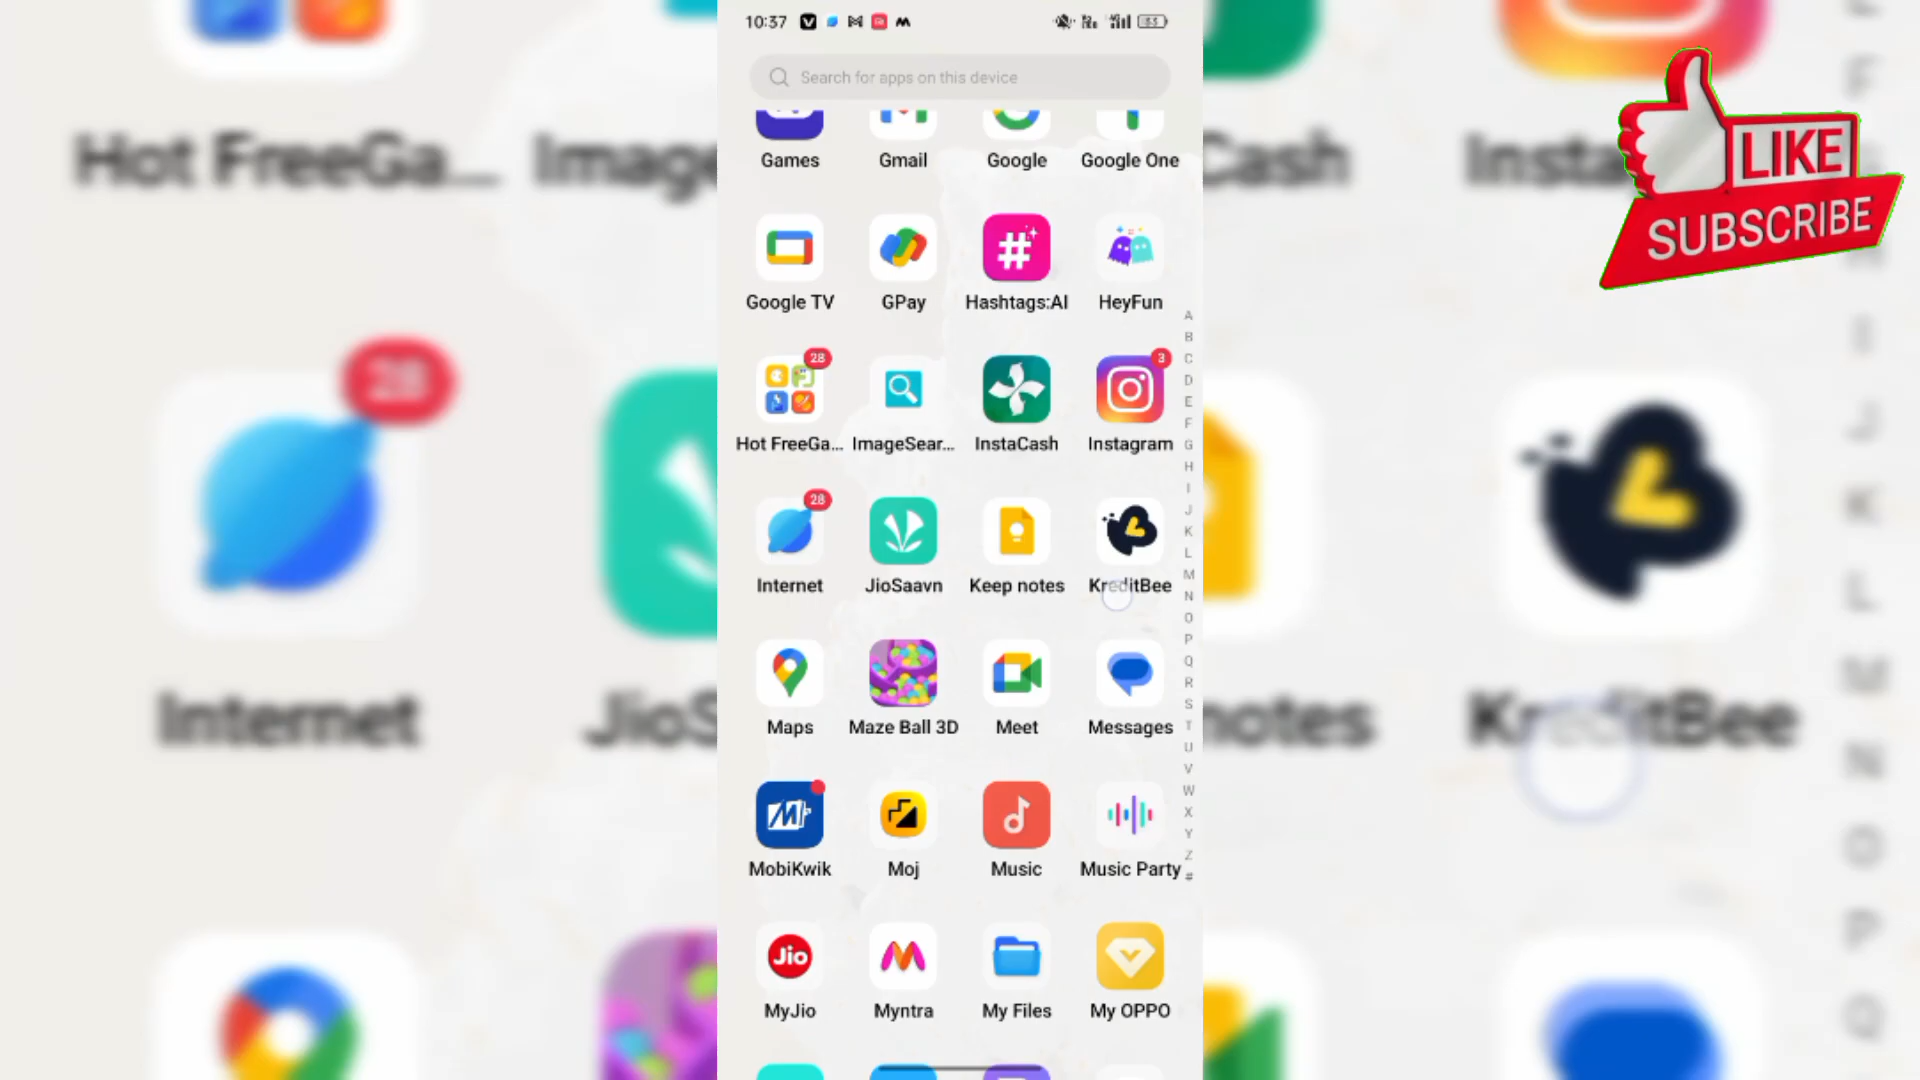 10:37
53
Search for apps on this device
Games Gmail Google Google One
Google TV GPay Hashtags:AI HeyFun
28 3
Hot FreeGa... ImageSear... InstaCash Instagram
28
Internet JioSaavn Keep notes KreditBee
Maps Maze Ball 3D Meet Messages
MobiKwik Moj Music Music Party
Jio
MyJio Myntra My Files My OPPO
A
B
C
D
E
F
G
H
I
J
K
L
M
N
O
P
Q
R
S
T
U
V
W
X
Y
Z
#
LIKE
SUBSCRIBE
Hot FreeGa...
Image
Cash
Insta
28
Internet
JioS
notes
KreditBee